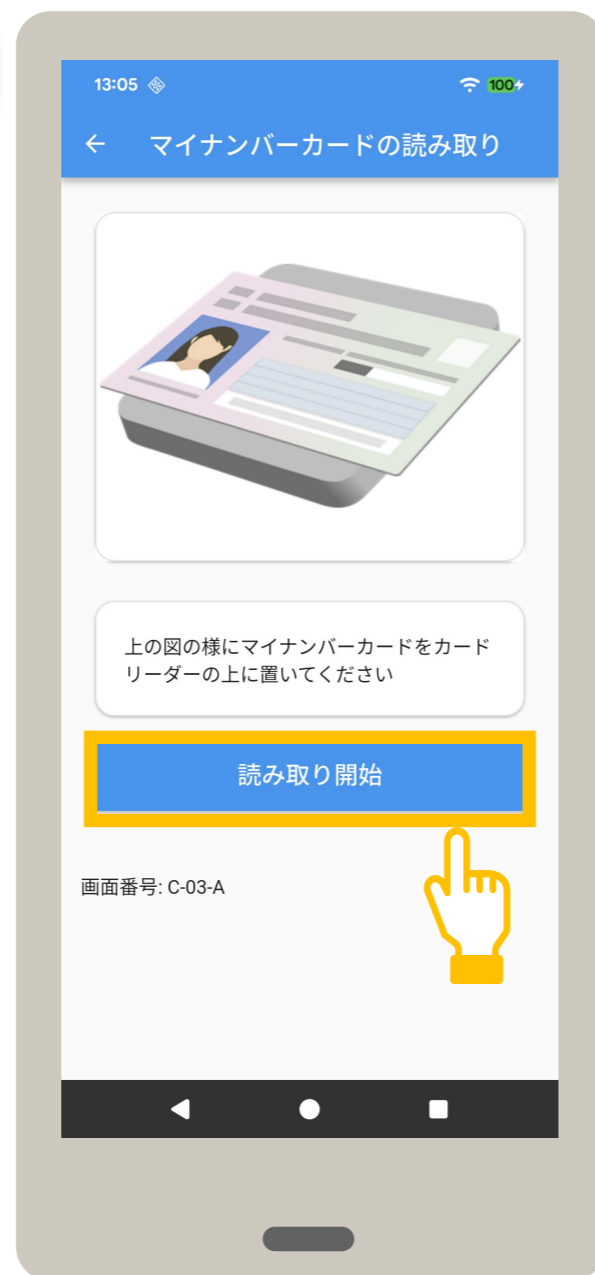 13:05
100
マイナンバーカードの読み取り
上の図の様にマイナンバーカードをカード
リーダーの上に置いてください
読み取り開始
画面番号: C-03-A